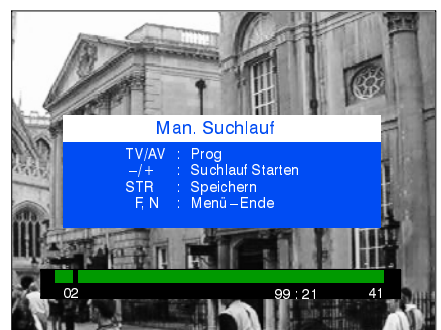 Man. Suchlauf
TV/AV : Prog
–/+ : Suchlauf Starten
STR : Speichern
F, N : Menü–Ende
02 99 : 21 41